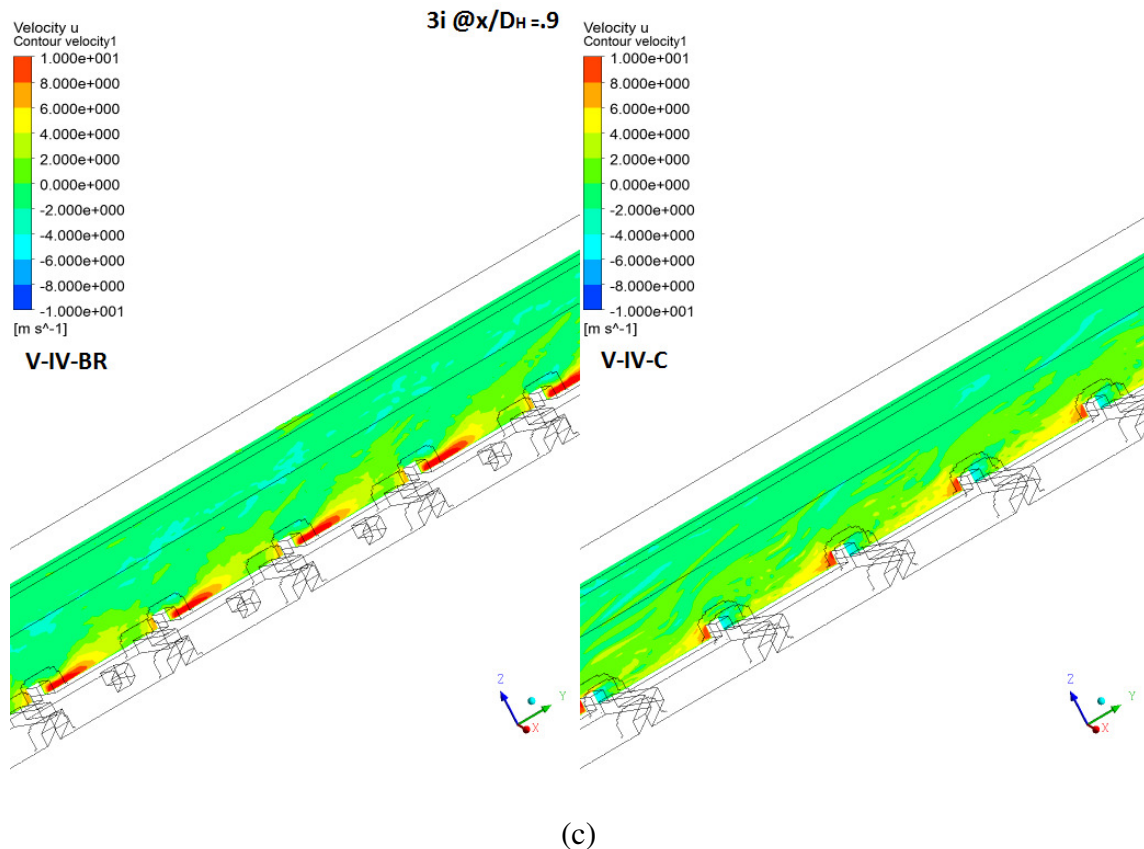 3i @x/DH =.9
Velocity u
Contour velocity1
1.000e+001
8.000e+000
6.000e+000
4.000e+000
2.000e+000
0.000e+000
-2.000e+000
-4.000e+000
-6.000e+000
-8.000e+000
-1.000e+001
[m s^-1]
V-IV-BR
Z
Y
X
Velocity u
Contour velocity1
1.000e+001
8.000e+000
6.000e+000
4.000e+000
2.000e+000
0.000e+000
-2.000e+000
-4.000e+000
-6.000e+000
-8.000e+000
-1.000e+001
[m s^-1]
V-IV-C
Z
Y
X
(c)